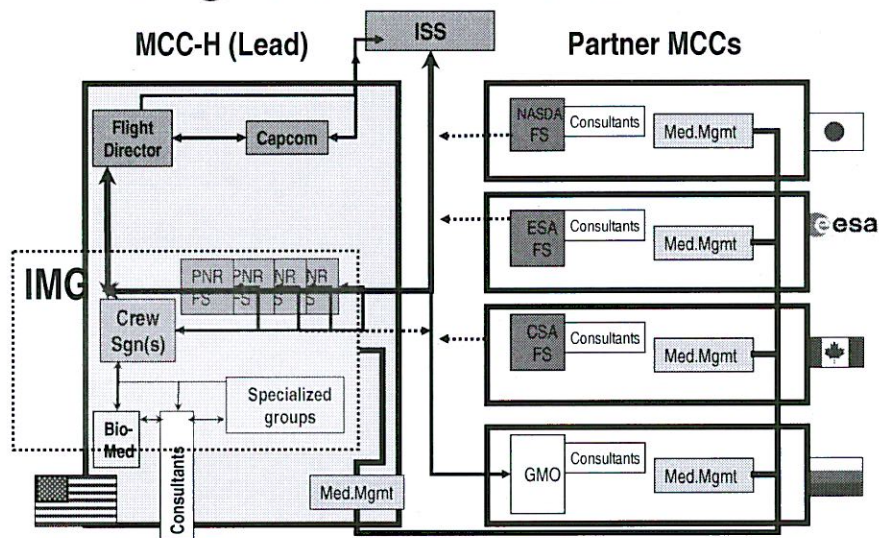 MCC-H (Lead)
ISS
Partner MCCs
Flight
Director
Capcom
NASDA
FS
Consultants
Med.Mgmt
ESA
FS
Consultants
Med.Mgmt
esa
IMG
PNR
FS
PNR
FS
NR
S
NR
S
Crew
Sgn(s)
CSA
FS
Consultants
Med.Mgmt
Specialized
groups
Bio-
Med
Consultants
Med.Mgmt
GMO
Consultants
Med.Mgmt